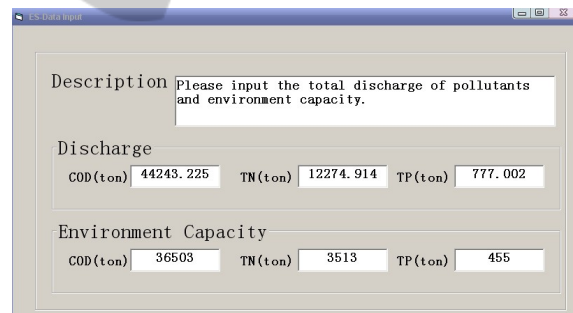 ES-Data Input
Description Please input the total discharge of pollutants
and environment capacity.
Discharge
COD(ton) 44243.225 TN(ton) 12274.914 TP(ton) 777.002
Environment Capacity
COD(ton) 36503 TN(ton) 3513 TP(ton) 455